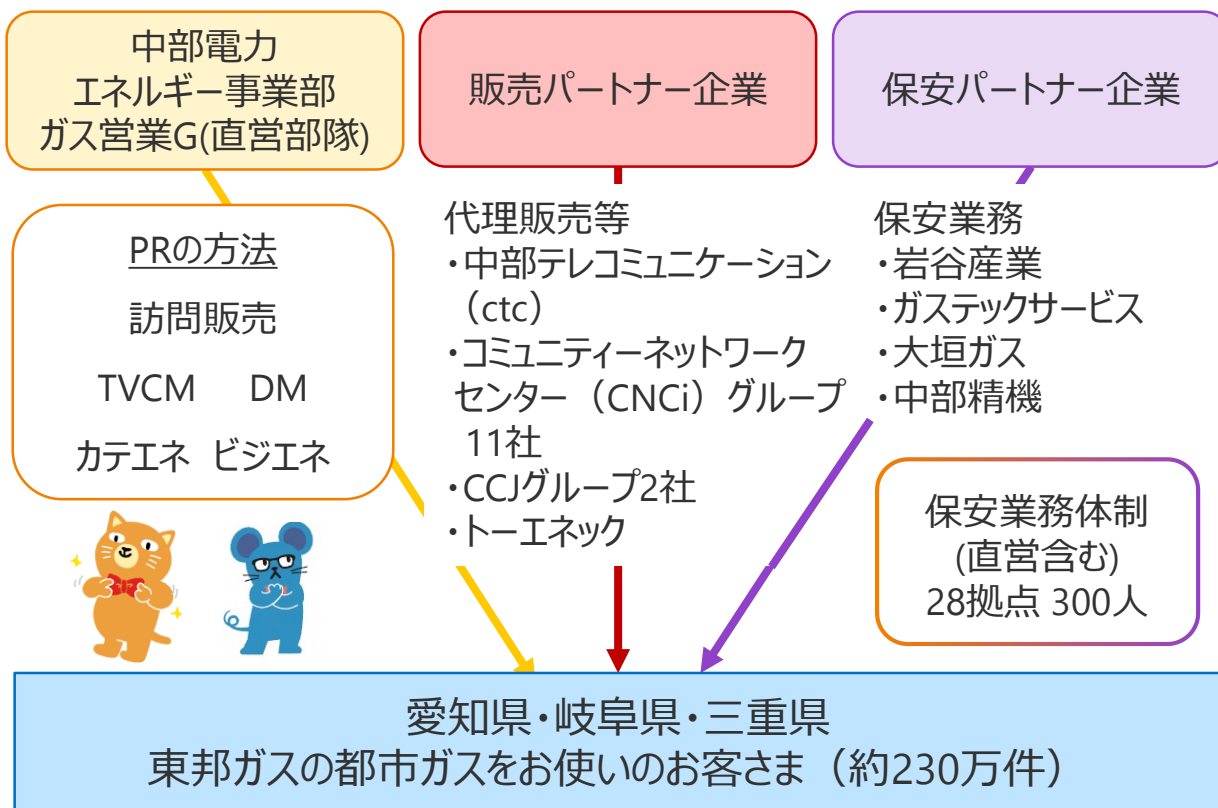 中部電力
エネルギー事業部
ガス営業G(直営部隊)
販売パートナー企業
保安パートナー企業
PRの方法
訪問販売
TVCM DM
カテエネ ビジエネ
代理販売等
・中部テレコミュニケーション
（ctc）
・コミュニティーネットワーク
センター（CNCi）グループ
11社
・CCJグループ2社
・トーエネック
保安業務
・岩谷産業
・ガステックサービス
・大垣ガス
・中部精機
保安業務体制
(直営含む)
28拠点 300人
愛知県・岐阜県・三重県
東邦ガスの都市ガスをお使いのお客さま（約230万件）